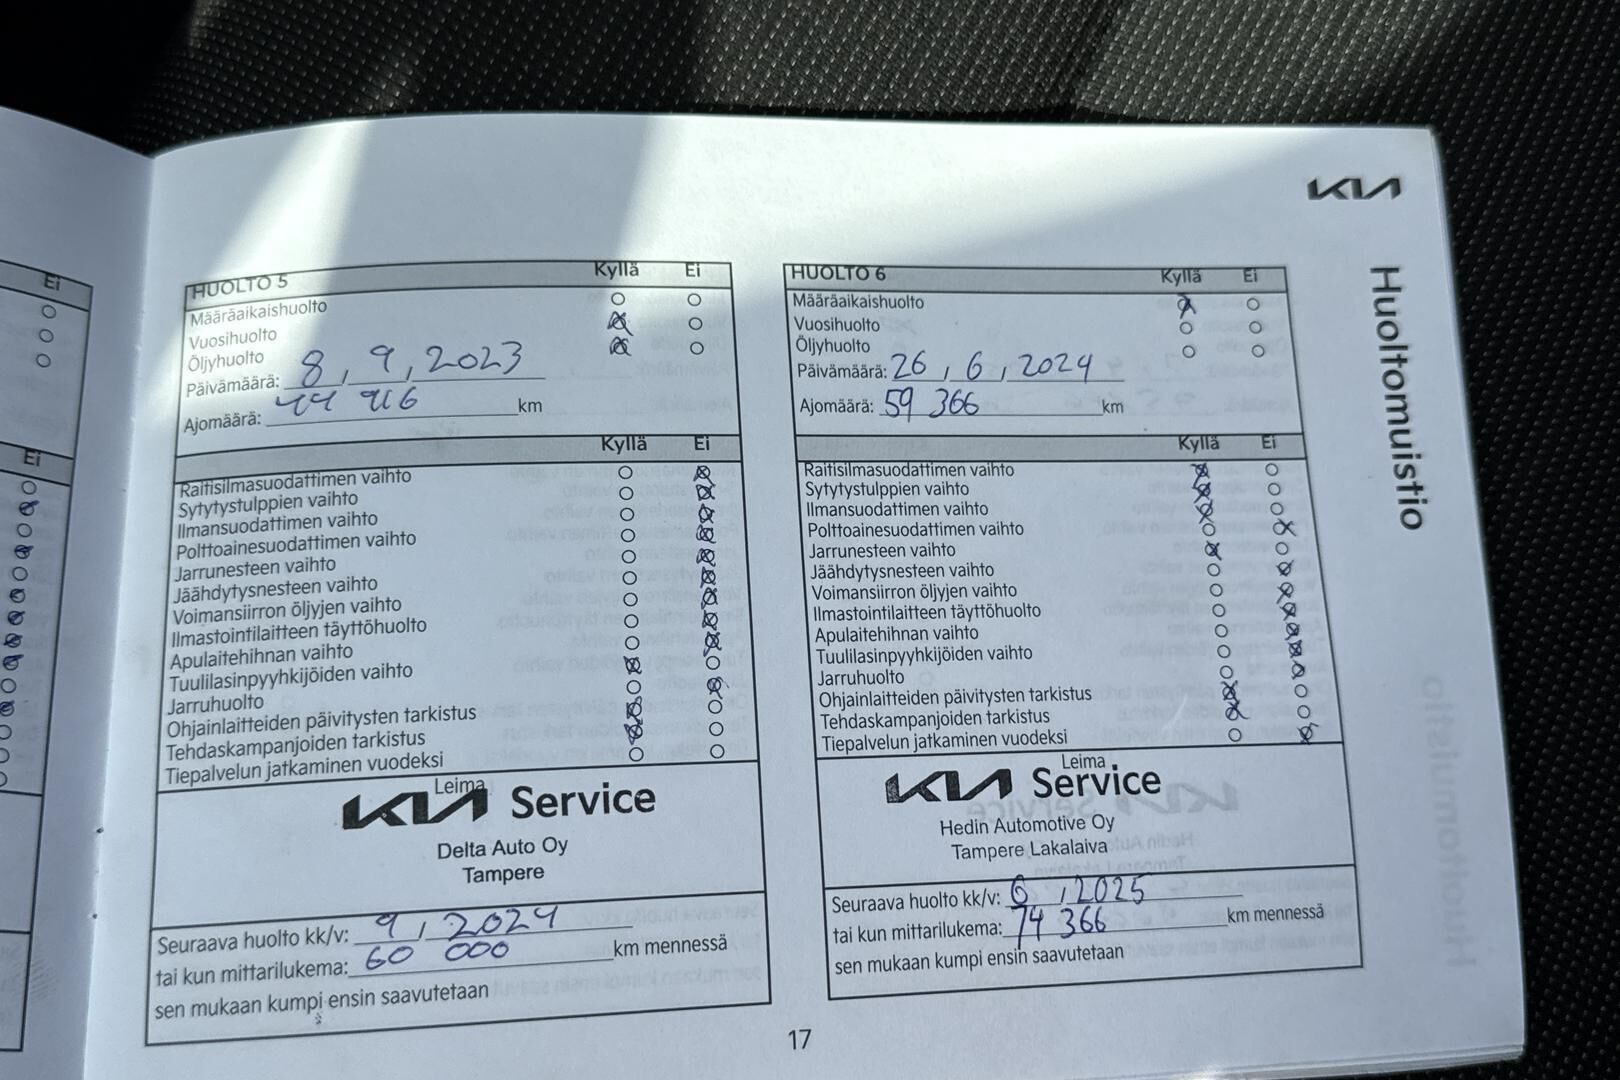 Ei
Ei
HUOLTO 5 Kyllä Ei
Määräaikaishuolto
Vuosihuolto
Öljyhuolto
Päivämäärä: 8, 9, 2023
Ajomäärä: 44 916 km
Kyllä Ei
Raitisilmasuodattimen vaihto
Sytytystulppien vaihto
Ilmansuodattimen vaihto
Polttoainesuodattimen vaihto
Jarrunesteen vaihto
Jäähdytysnesteen vaihto
Voimansiirron öljyjen vaihto
Ilmastointilaitteen täyttöhuolto
Apulaitehihnan vaihto
Tuulilasinpyyhkijöiden vaihto
Jarruhuolto
Ohjainlaitteiden päivitysten tarkistus
Tehdaskampanjoiden tarkistus
Tiepalvelun jatkaminen vuodeksi
Leima
KIA Service
Delta Auto Oy
Tampere
Seuraava huolto kk/v: 9, 2024
tai kun mittarilukema: 60 000 km mennessä
sen mukaan kumpi ensin saavutetaan
HUOLTO 6 Kyllä Ei
Määräaikaishuolto
Vuosihuolto
Öljyhuolto
Päivämäärä: 26, 6, 2024
Ajomäärä: 59 366 km
Kyllä Ei
Raitisilmasuodattimen vaihto
Sytytystulppien vaihto
Ilmansuodattimen vaihto
Polttoainesuodattimen vaihto
Jarrunesteen vaihto
Jäähdytysnesteen vaihto
Voimansiirron öljyjen vaihto
Ilmastointilaitteen täyttöhuolto
Apulaitehihnan vaihto
Tuulilasinpyyhkijöiden vaihto
Jarruhuolto
Ohjainlaitteiden päivitysten tarkistus
Tehdaskampanjoiden tarkistus
Tiepalvelun jatkaminen vuodeksi
Leima
KIA Service
Hedin Automotive Oy
Tampere Lakalaiva
Seuraava huolto kk/v: 6, 2025
tai kun mittarilukema: 74 366 km mennessä
sen mukaan kumpi ensin saavutetaan
KIA
Huoltomuistio
17